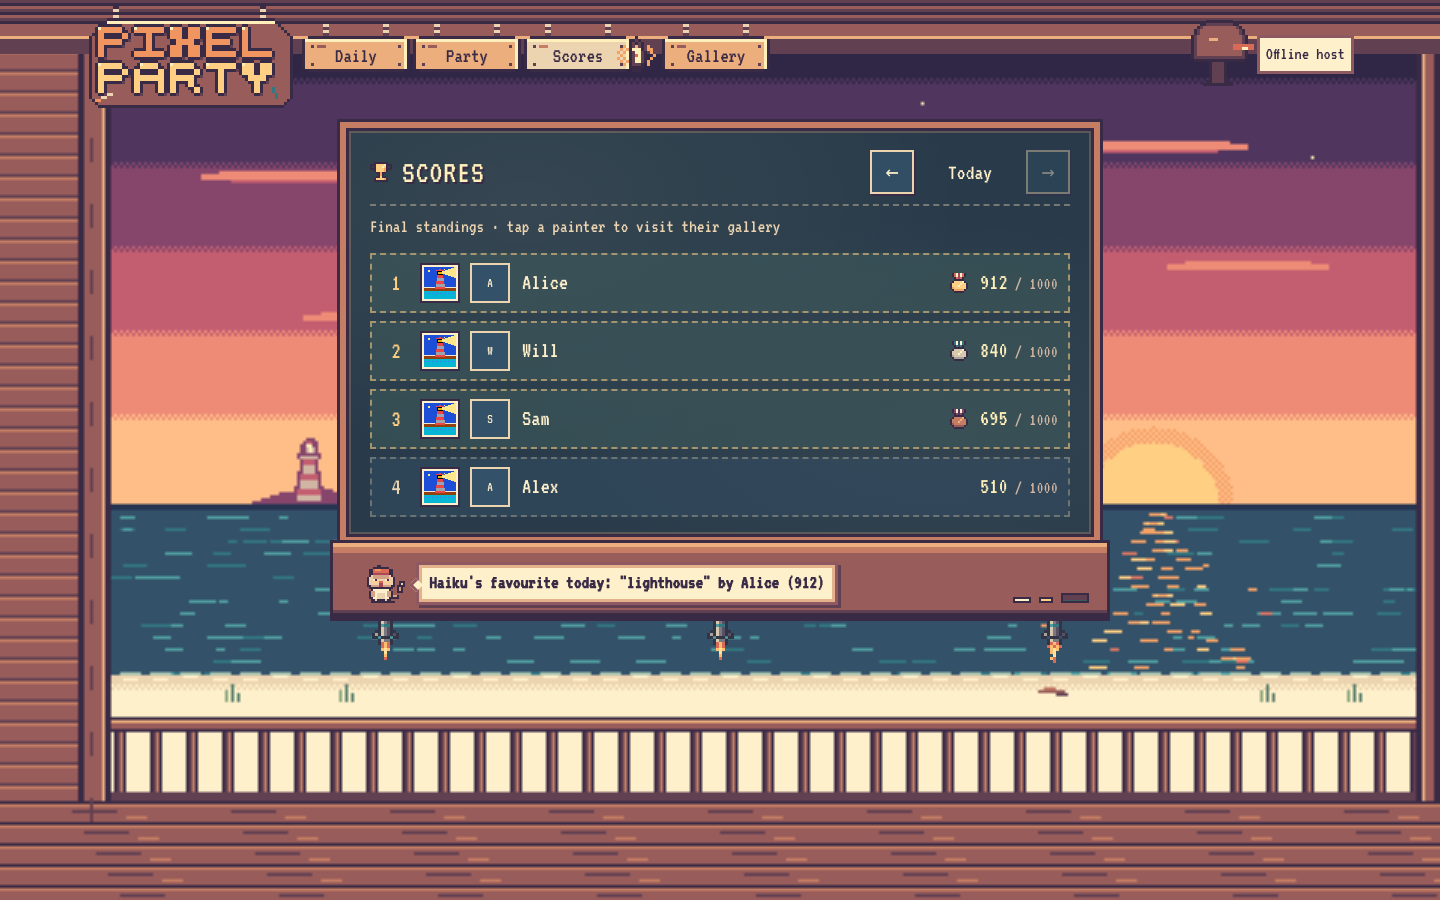 PIXEL
PARTY
Daily
Party
Scores
Gallery
Offline host
SCORES
← Today →
Final standings · tap a painter to visit their gallery
1 A Alice 912 / 1000
2 W Will 840 / 1000
3 S Sam 695 / 1000
4 A Alex 510 / 1000
Haiku's favourite today: "lighthouse" by Alice (912)